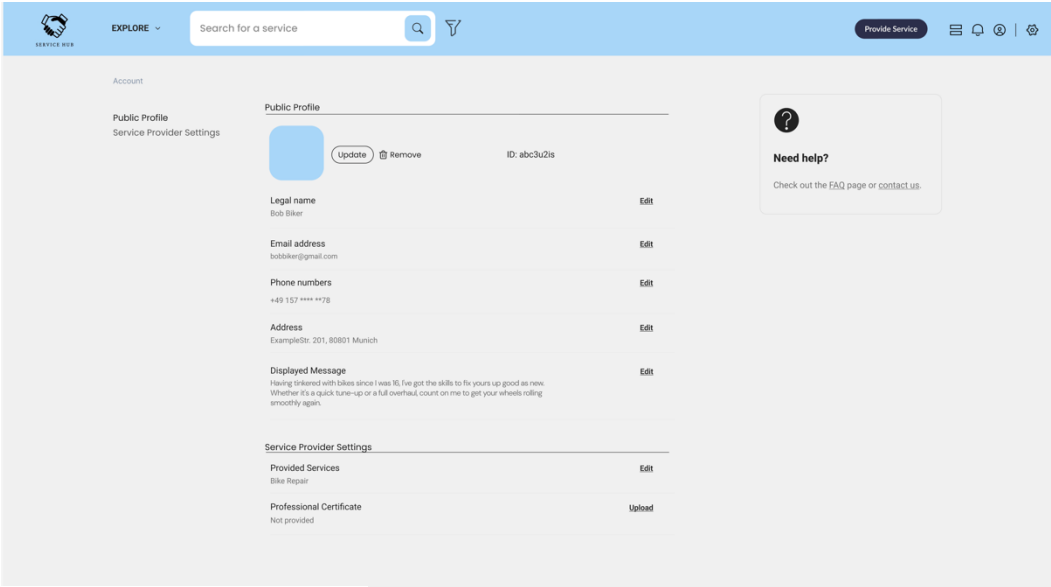 SERVICE HUB
EXPLORE
Search for a service
Provide Service
Account
Public Profile
Service Provider Settings
Public Profile
Update
Remove
ID: abc3u2is
Legal name
Edit
Bob Biker
Email address
Edit
bobbiker@gmail.com
Phone numbers
Edit
+49 157 **** **78
Address
Edit
ExampleStr. 201, 80801 Munich
Displayed Message
Edit
Having tinkered with bikes since I was 16, I've got the skills to fix yours up good as new.
Whether it's a quick tune-up or a full overhaul, count on me to get your wheels rolling
smoothly again.
Service Provider Settings
Provided Services
Edit
Bike Repair
Professional Certificate
Upload
Not provided
?
Need help?
Check out the FAQ page or contact us.